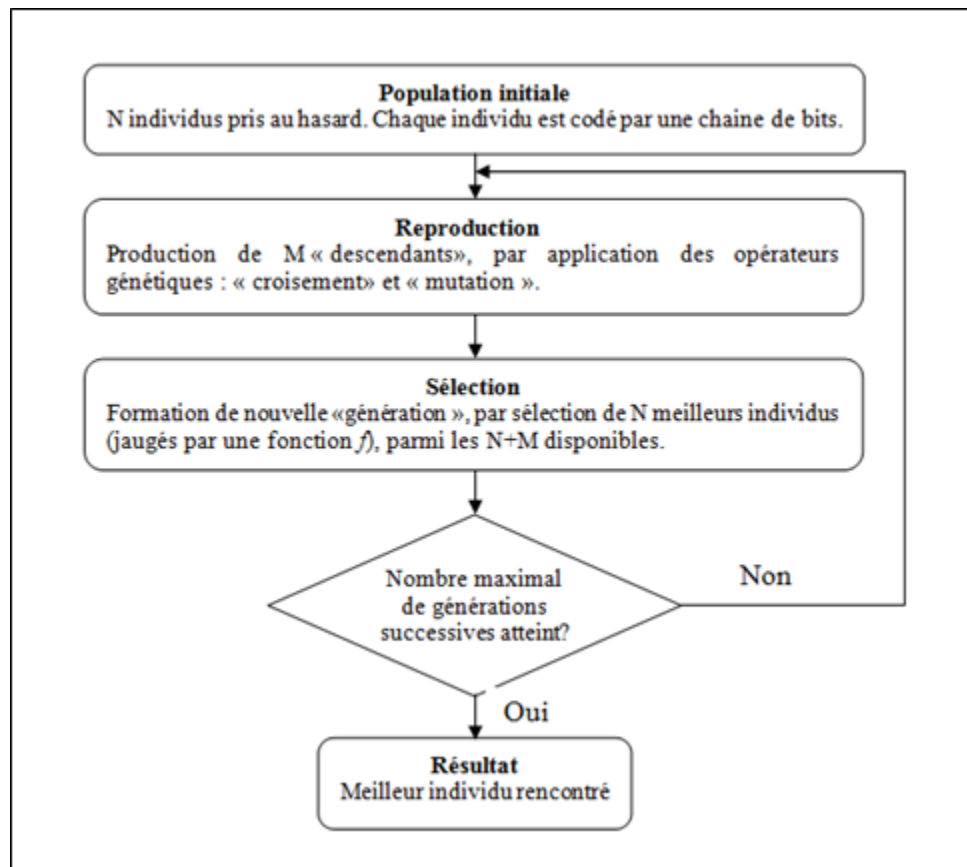 Population initiale
N individus pris au hasard. Chaque individu est codé par une chaine de bits.
Reproduction
Production de M « descendants», par application des opérateurs
génétiques : « croisement» et « mutation ».
Sélection
Formation de nouvelle «génération », par sélection de N meilleurs individus
(jaugés par une fonction f), parmi les N+M disponibles.
Nombre maximal
de générations
successives atteint?
Non
Oui
Résultat
Meilleur individu rencontré